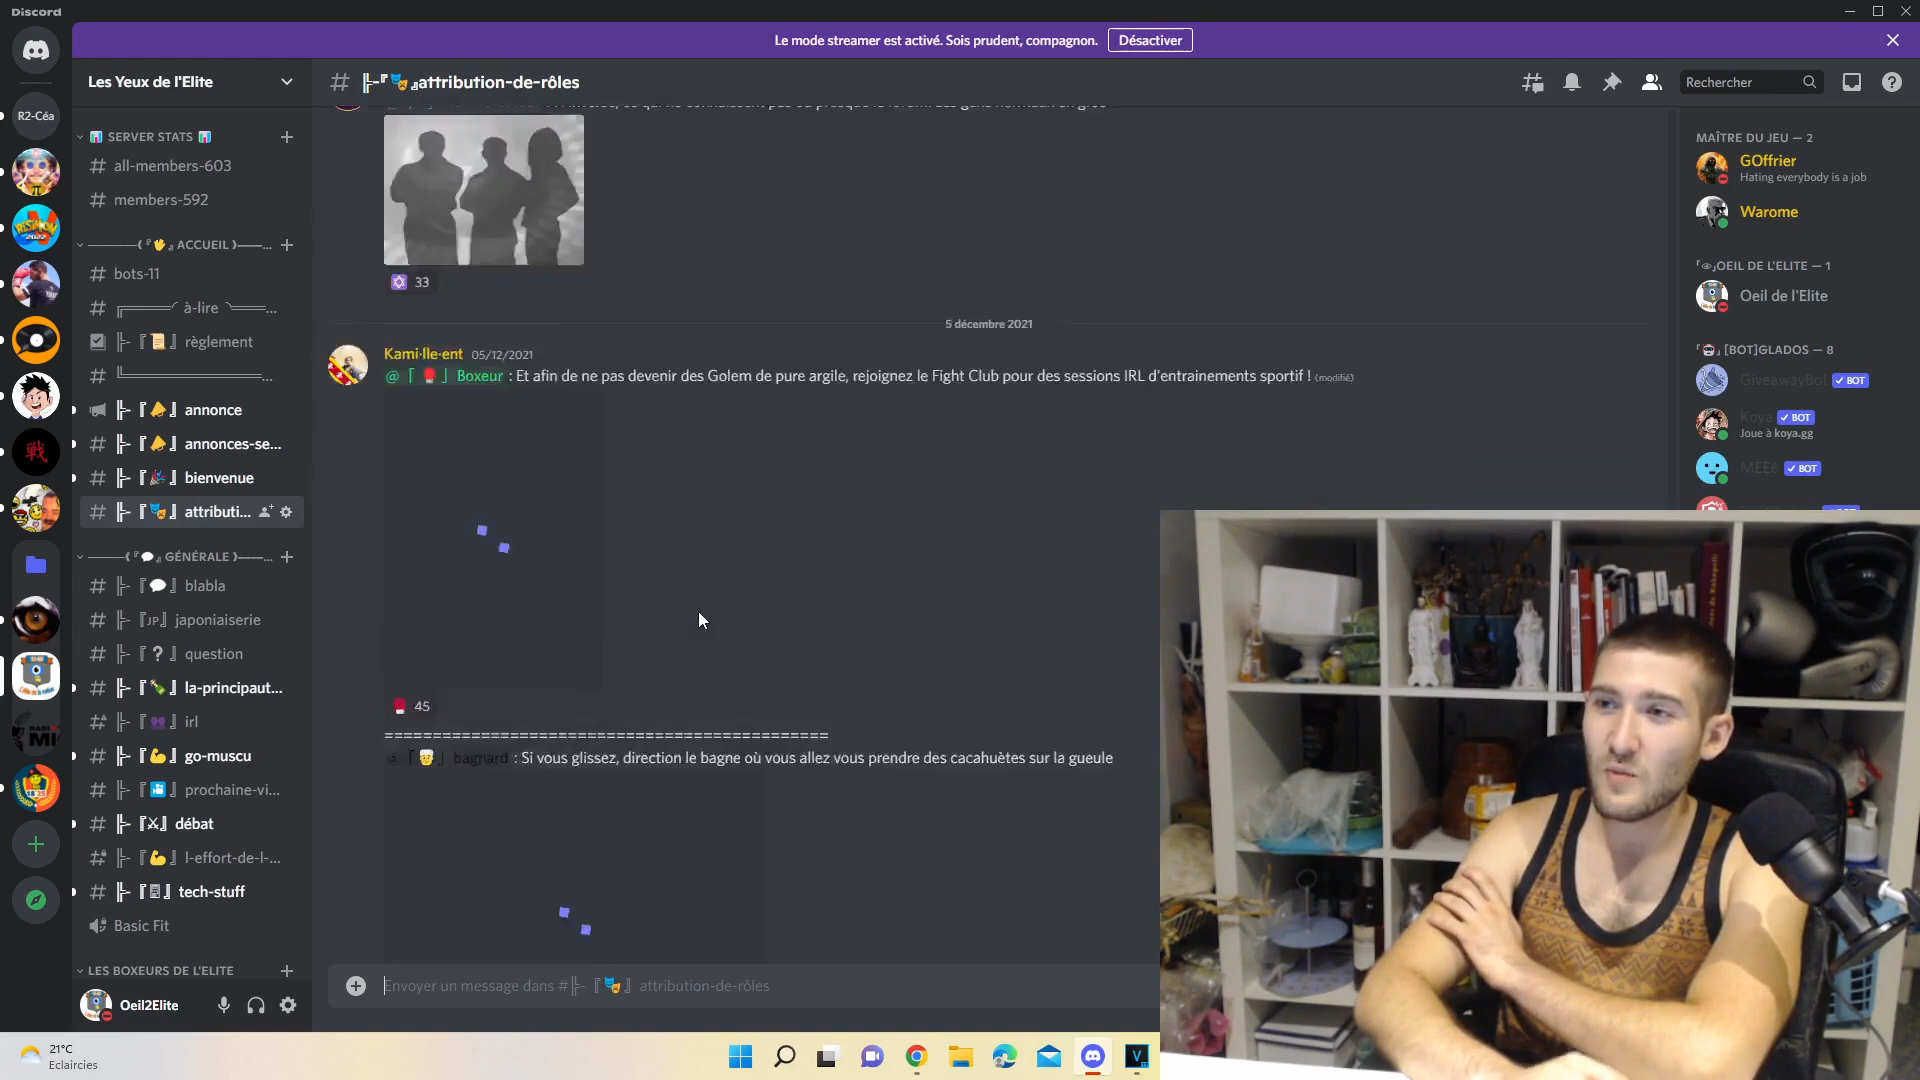 Discord
Le mode streamer est activé. Sois prudent, compagnon.
Désactiver
Les Yeux de l'Elite
attribution-de-rôles
Rechercher
R2-Céa
SERVER STATS
all-members-603
members-592
ACCUEIL
bots-11
à-lire
règlement
annonce
annonces-se...
bienvenue
attributi...
GÉNÉRALE
blabla
japoniaiserie
question
la-principaut...
irl
go-muscu
prochaine-vi...
débat
l-effort-de-l-...
tech-stuff
Basic Fit
LES BOXEURS DE L'ELITE
Oeil2Elite
33
5 décembre 2021
Kami·lle·ent 05/12/2021
@「🥊」 Boxeur : Et afin de ne pas devenir des Golem de pure argile, rejoignez le Fight Club pour des sessions IRL d'entrainements sportif ! (modifié)
45
==========================================
bagnard : Si vous glissez, direction le bagne où vous allez vous prendre des cacahuètes sur la gueule
Envoyer un message dans # attribution-de-rôles
MAÎTRE DU JEU — 2
GOffrier
Hating everybody is a job
Warome
OEIL DE L'ELITE — 1
Oeil de l'Elite
[BOT]GLADOS — 8
GiveawayBot BOT
Koya BOT
Joue à koya.gg
MEE6 BOT
21°C
Eclaircies